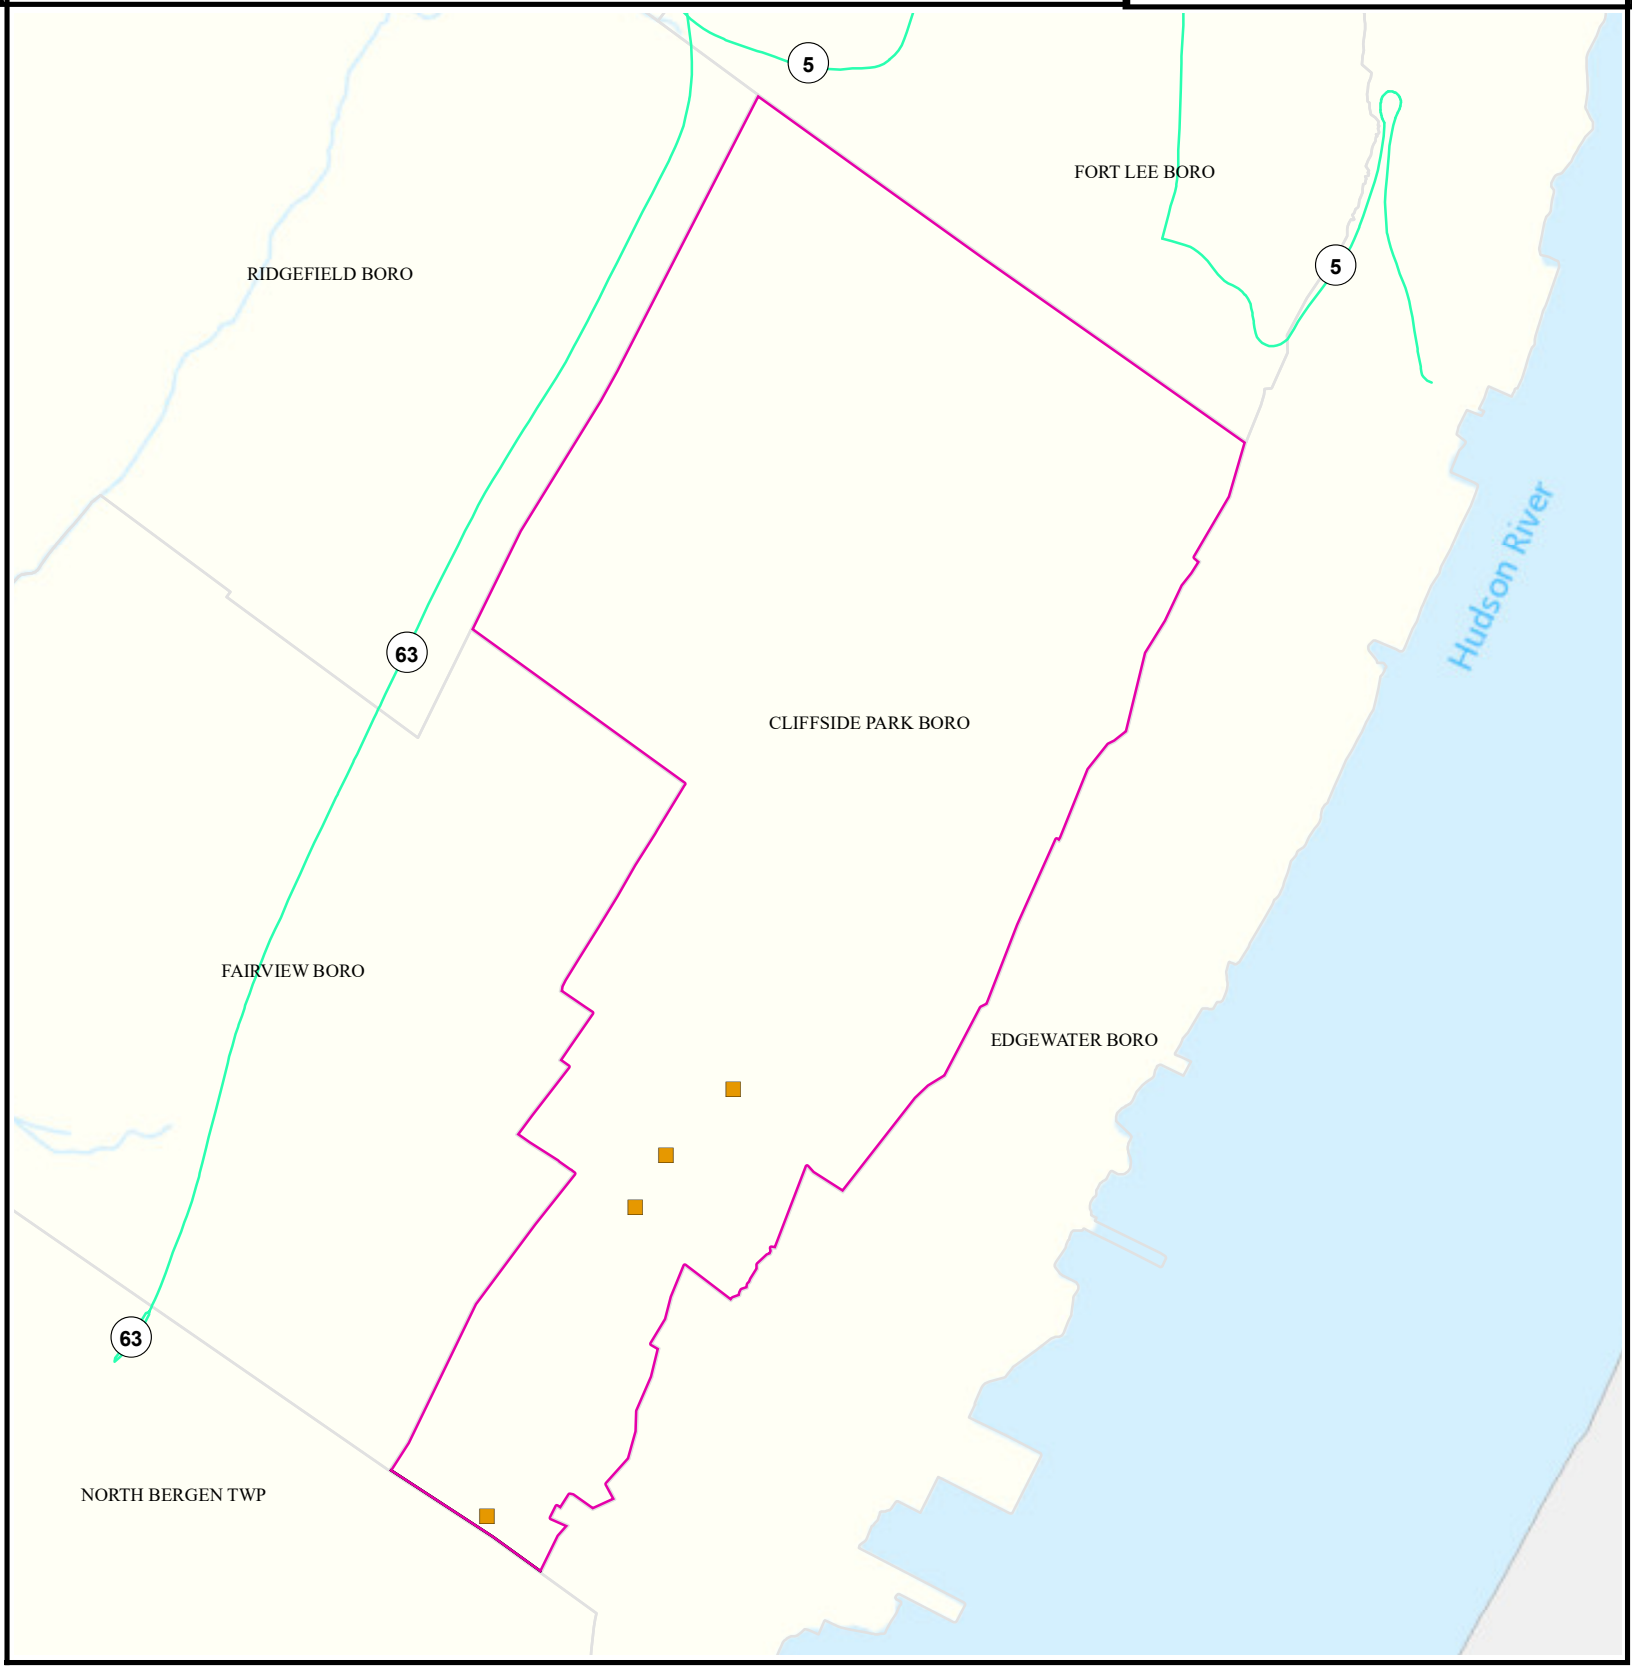 5
FORT LEE BORO
5
RIDGEFIELD BORO
Hudson River
63
CLIFFSIDE PARK BORO
FAIRVIEW BORO
EDGEWATER BORO
63
NORTH BERGEN TWP